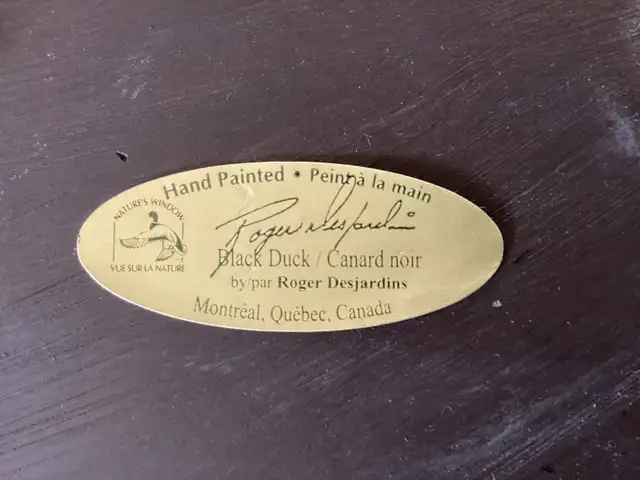 Hand Painted • Peint à la main
NATURE'S WINDOW
VUE SUR LA NATURE
Roger Desjardins
Black Duck / Canard noir
by/par Roger Desjardins
Montréal, Québec, Canada